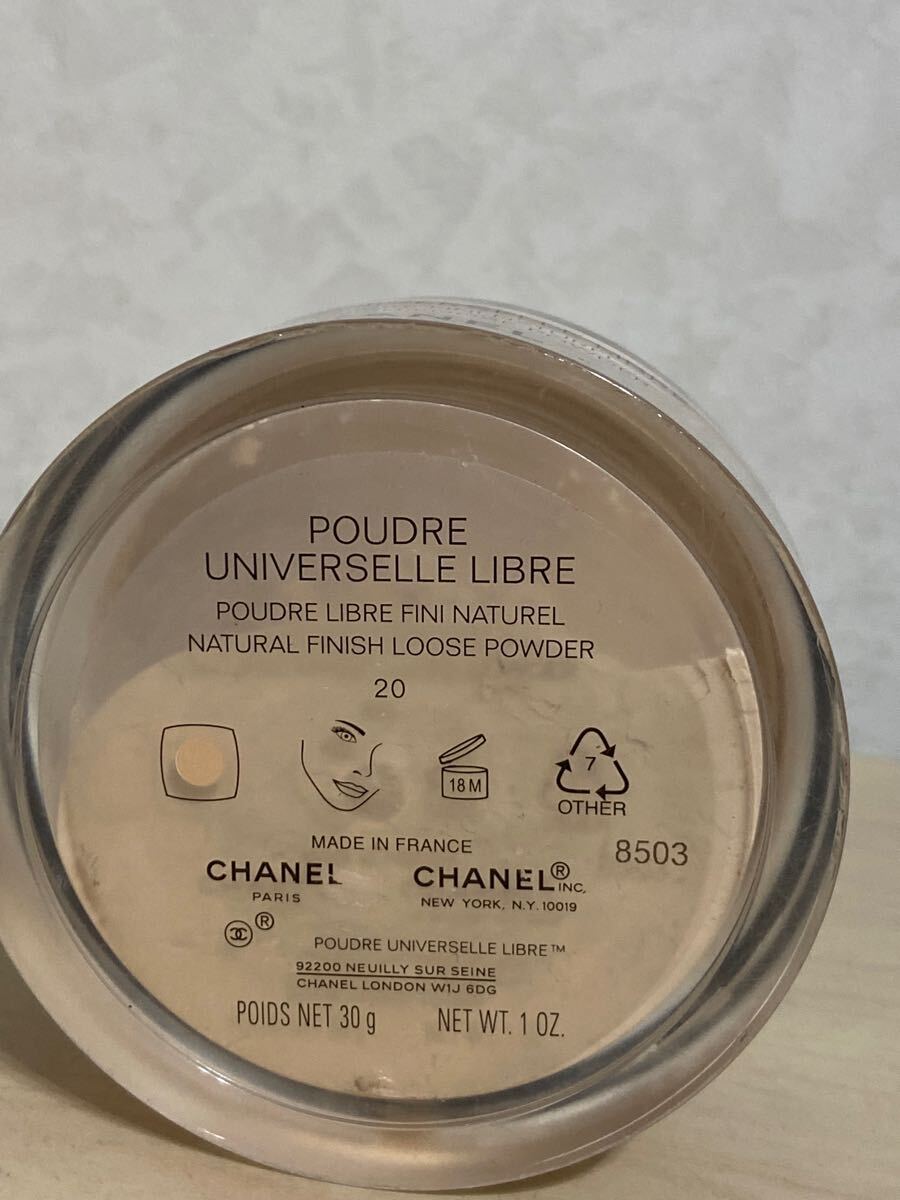 POUDRE
UNIVERSELLE LIBRE
POUDRE LIBRE FINI NATUREL
NATURAL FINISH LOOSE POWDER
20
18 M
7
OTHER
MADE IN FRANCE
8503
CHANEL
PARIS
CHANEL® INC.
NEW YORK, N.Y. 10019
®
POUDRE UNIVERSELLE LIBRE™
92200 NEUILLY SUR SEINE
CHANEL LONDON W1J 6DG
POIDS NET 30 g NET WT. 1 OZ.